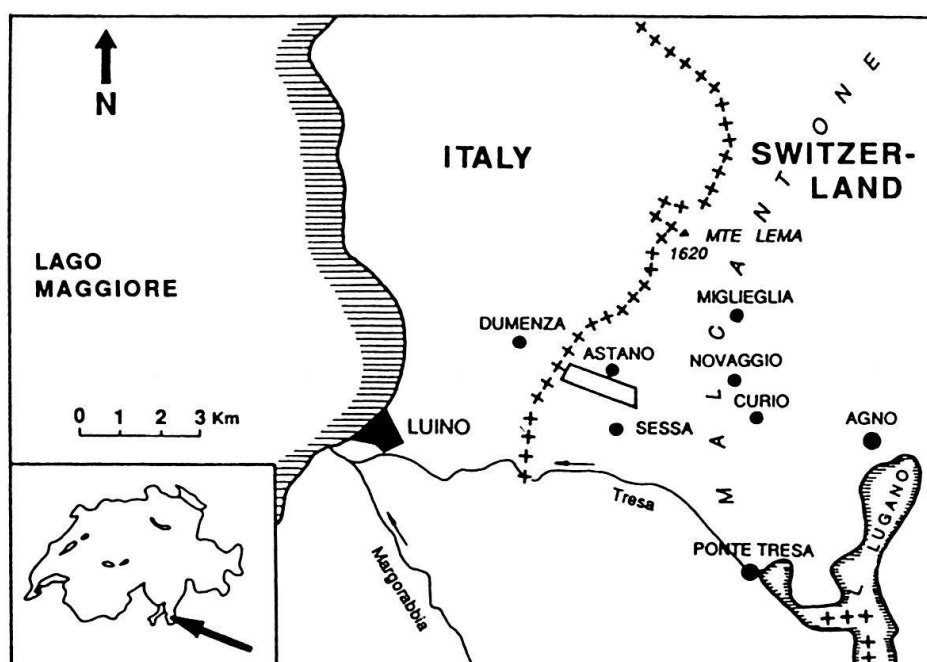 N
ITALY
SWITZER-
LAND
MALCANTONE
LAGO
MAGGIORE
MTE LEMA
1620
MIGLIEGLIA
DUMENZA
ASTANO
NOVAGGIO
CURIO
0 1 2 3 Km
LUINO
SESSA
AGNO
Tresa
L LUGANO
PONTE TRESA
Margorabbia